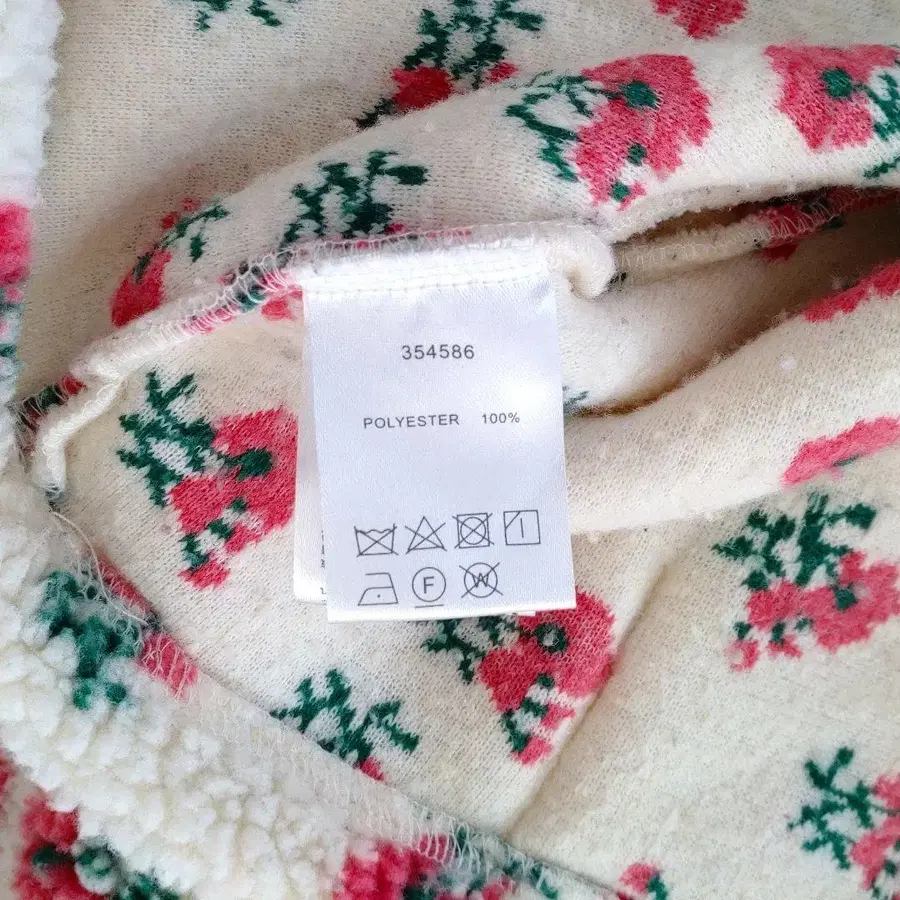 354586
POLYESTER 100%
F
W